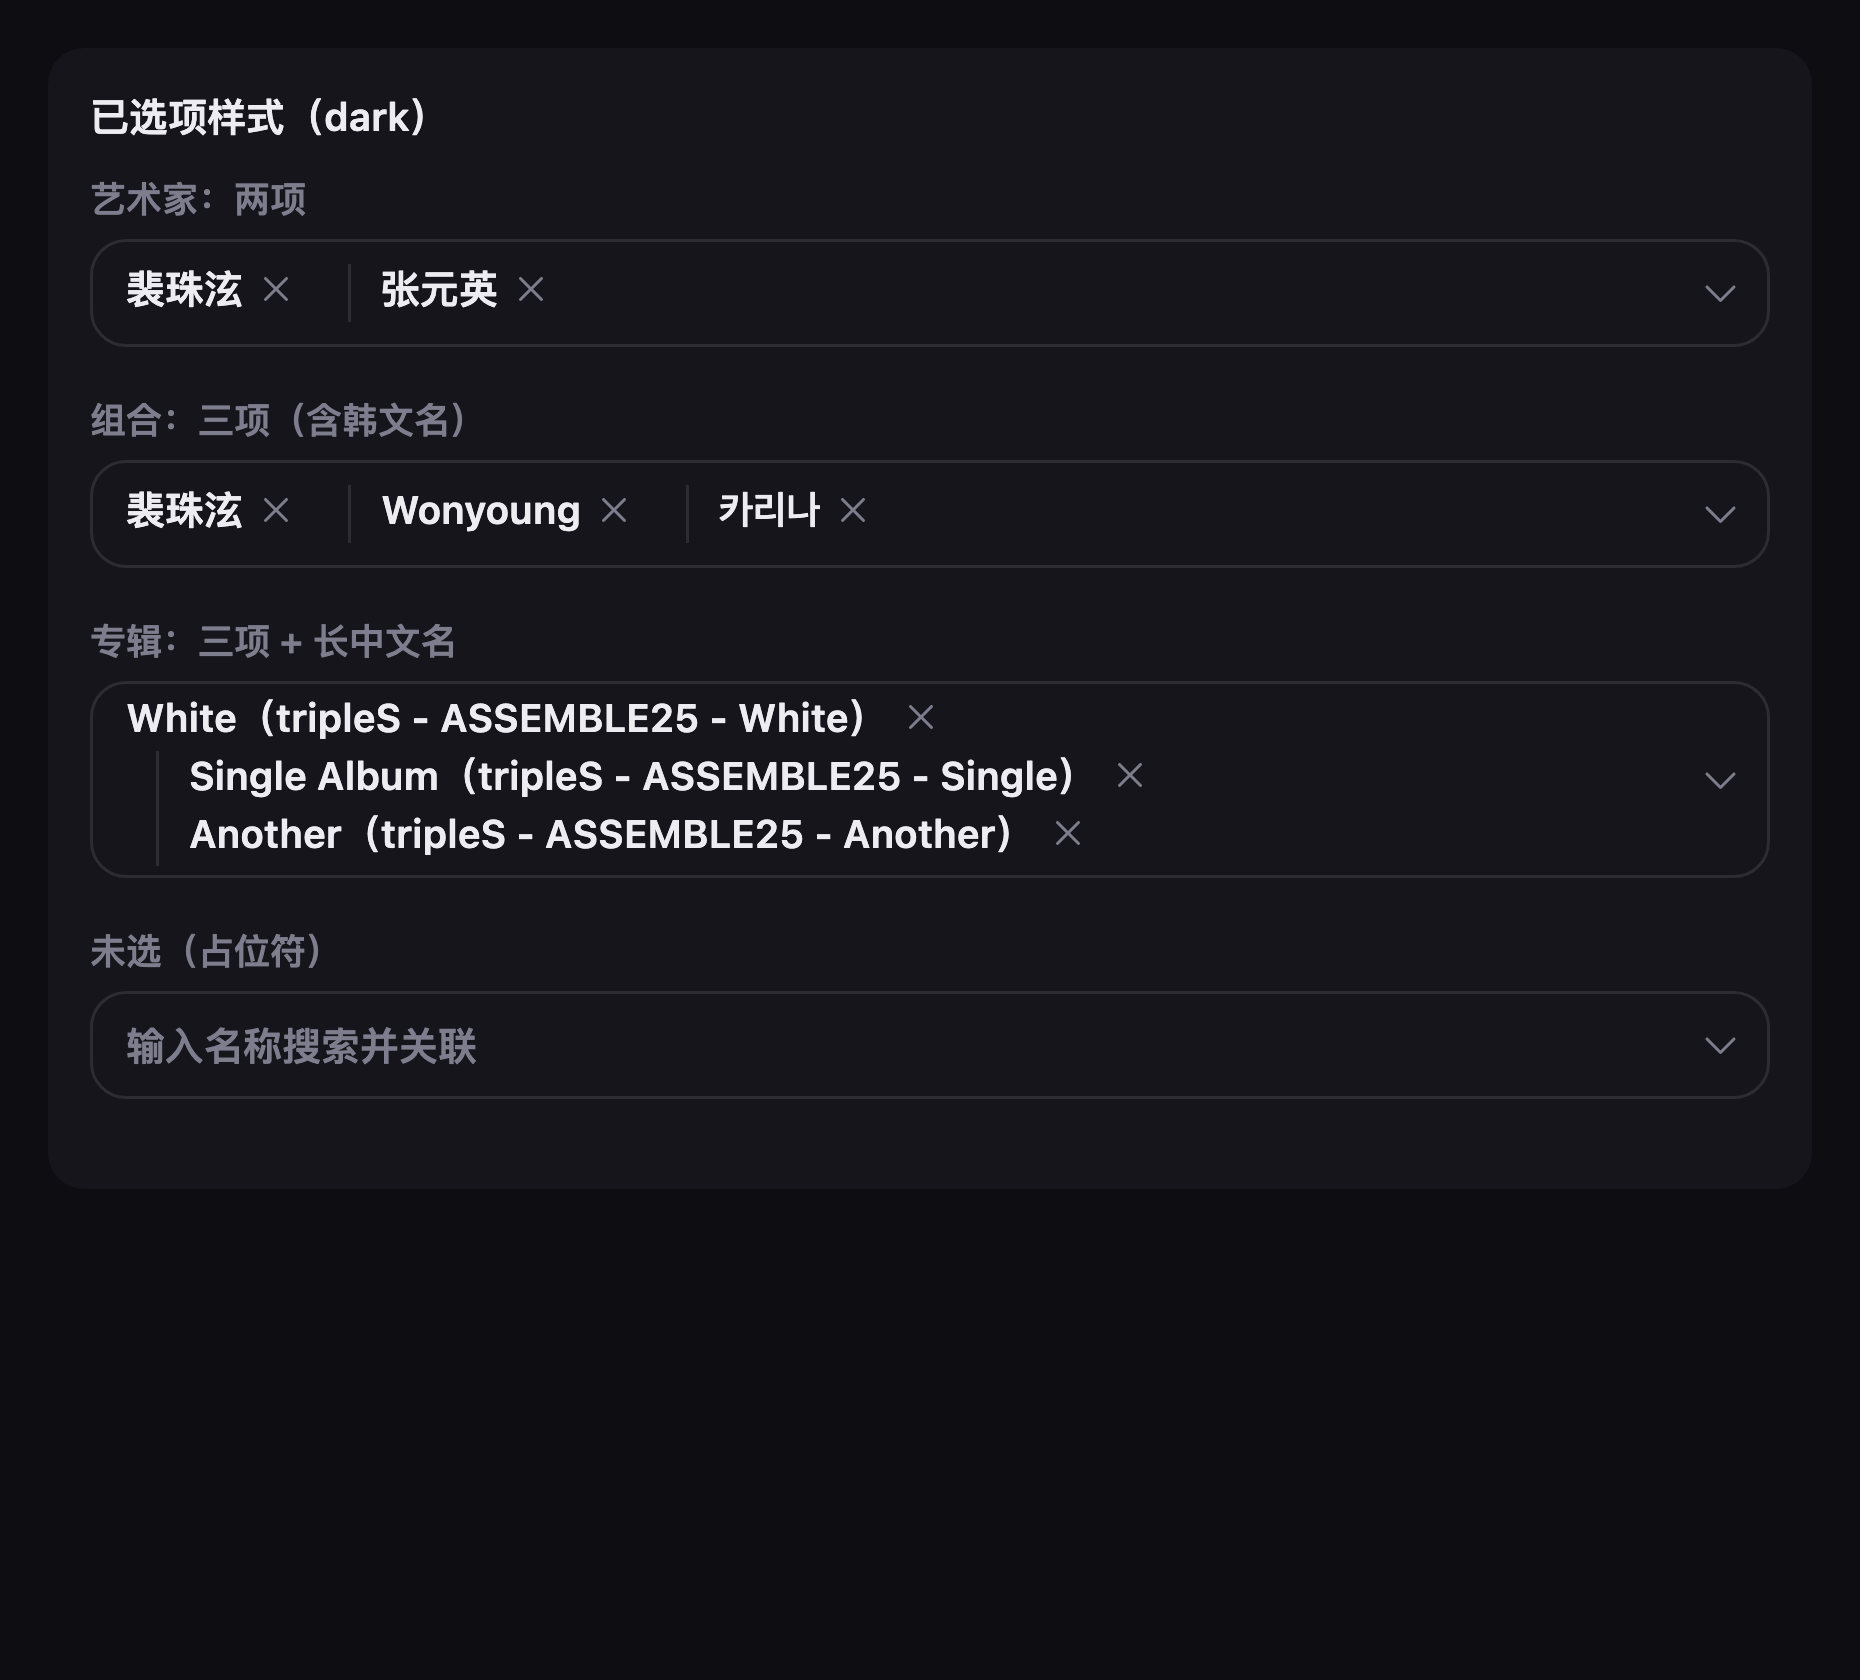 已选项样式（dark）
艺术家：两项
裴珠泫 张元英
组合：三项（含韩文名）
裴珠泫 Wonyoung 카리나
专辑：三项 + 长中文名
White（tripleS - ASSEMBLE25 - White）
Single Album（tripleS - ASSEMBLE25 - Single）
Another（tripleS - ASSEMBLE25 - Another）
未选（占位符）
输入名称搜索并关联